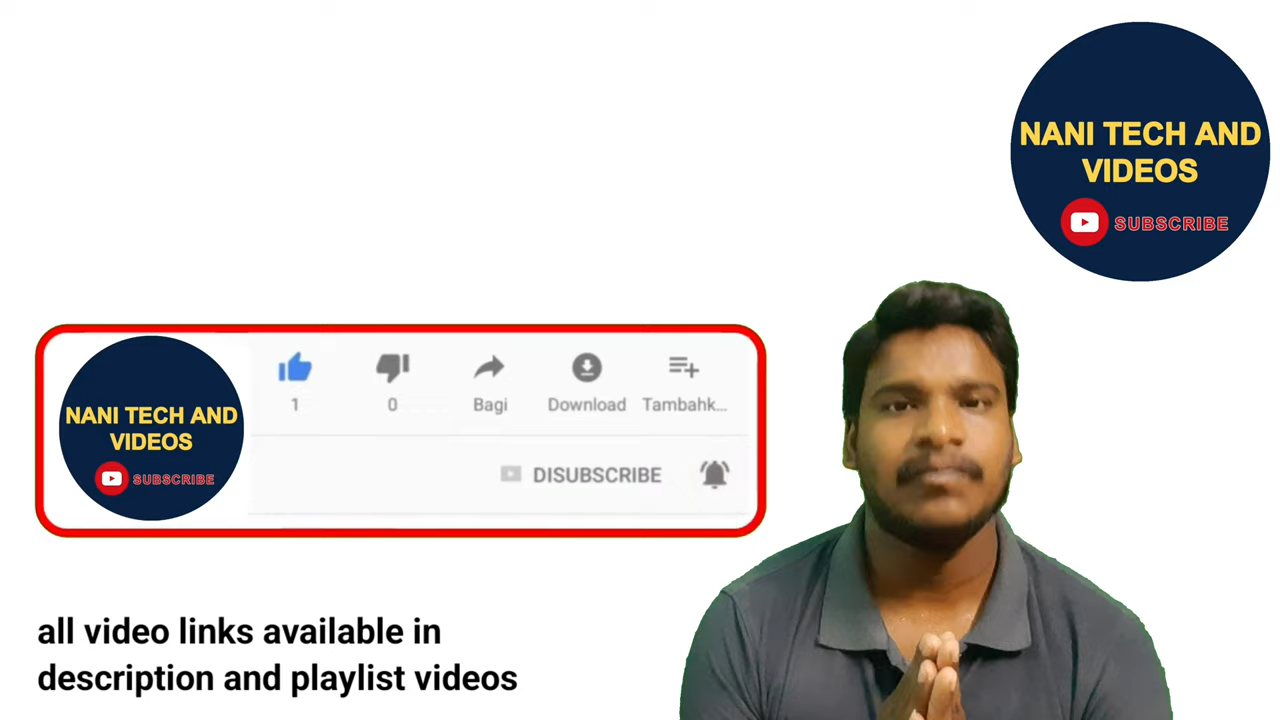 NANI TECH AND
VIDEOS
SUBSCRIBE
NANI TECH AND
VIDEOS
SUBSCRIBE
1
0
Bagi
Download
Tambahk...
DISUBSCRIBE
all video links available in
description and playlist videos